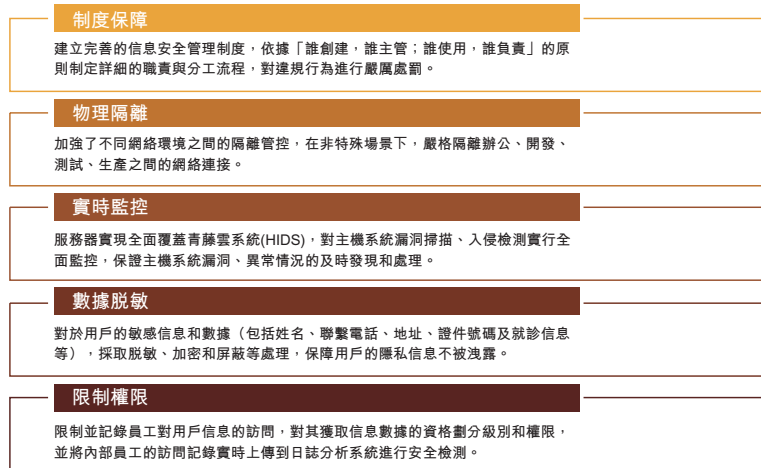 制度保障
建立完善的信息安全管理制度，依據「誰創建，誰主管；誰使用，誰負責」的原
則制定詳細的職責與分工流程，對違規行為進行嚴厲處罰。
物理隔離
加強了不同網絡環境之間的隔離管控，在非特殊場景下，嚴格隔離辦公、開發、
測試、生產之間的網絡連接。
實時監控
服務器實現全面覆蓋青藤雲系統(HIDS)，對主機系統漏洞掃描、入侵檢測實行全
面監控，保證主機系統漏洞、異常情況的及時發現和處理。
數據脱敏
對於用戶的敏感信息和數據（包括姓名、聯繫電話、地址、證件號碼及就診信息
等），採取脱敏、加密和屏蔽等處理，保障用戶的隱私信息不被洩露。
限制權限
限制並記錄員工對用戶信息的訪問，對其獲取信息數據的資格劃分級別和權限，
並將內部員工的訪問記錄實時上傳到日誌分析系統進行安全檢測。